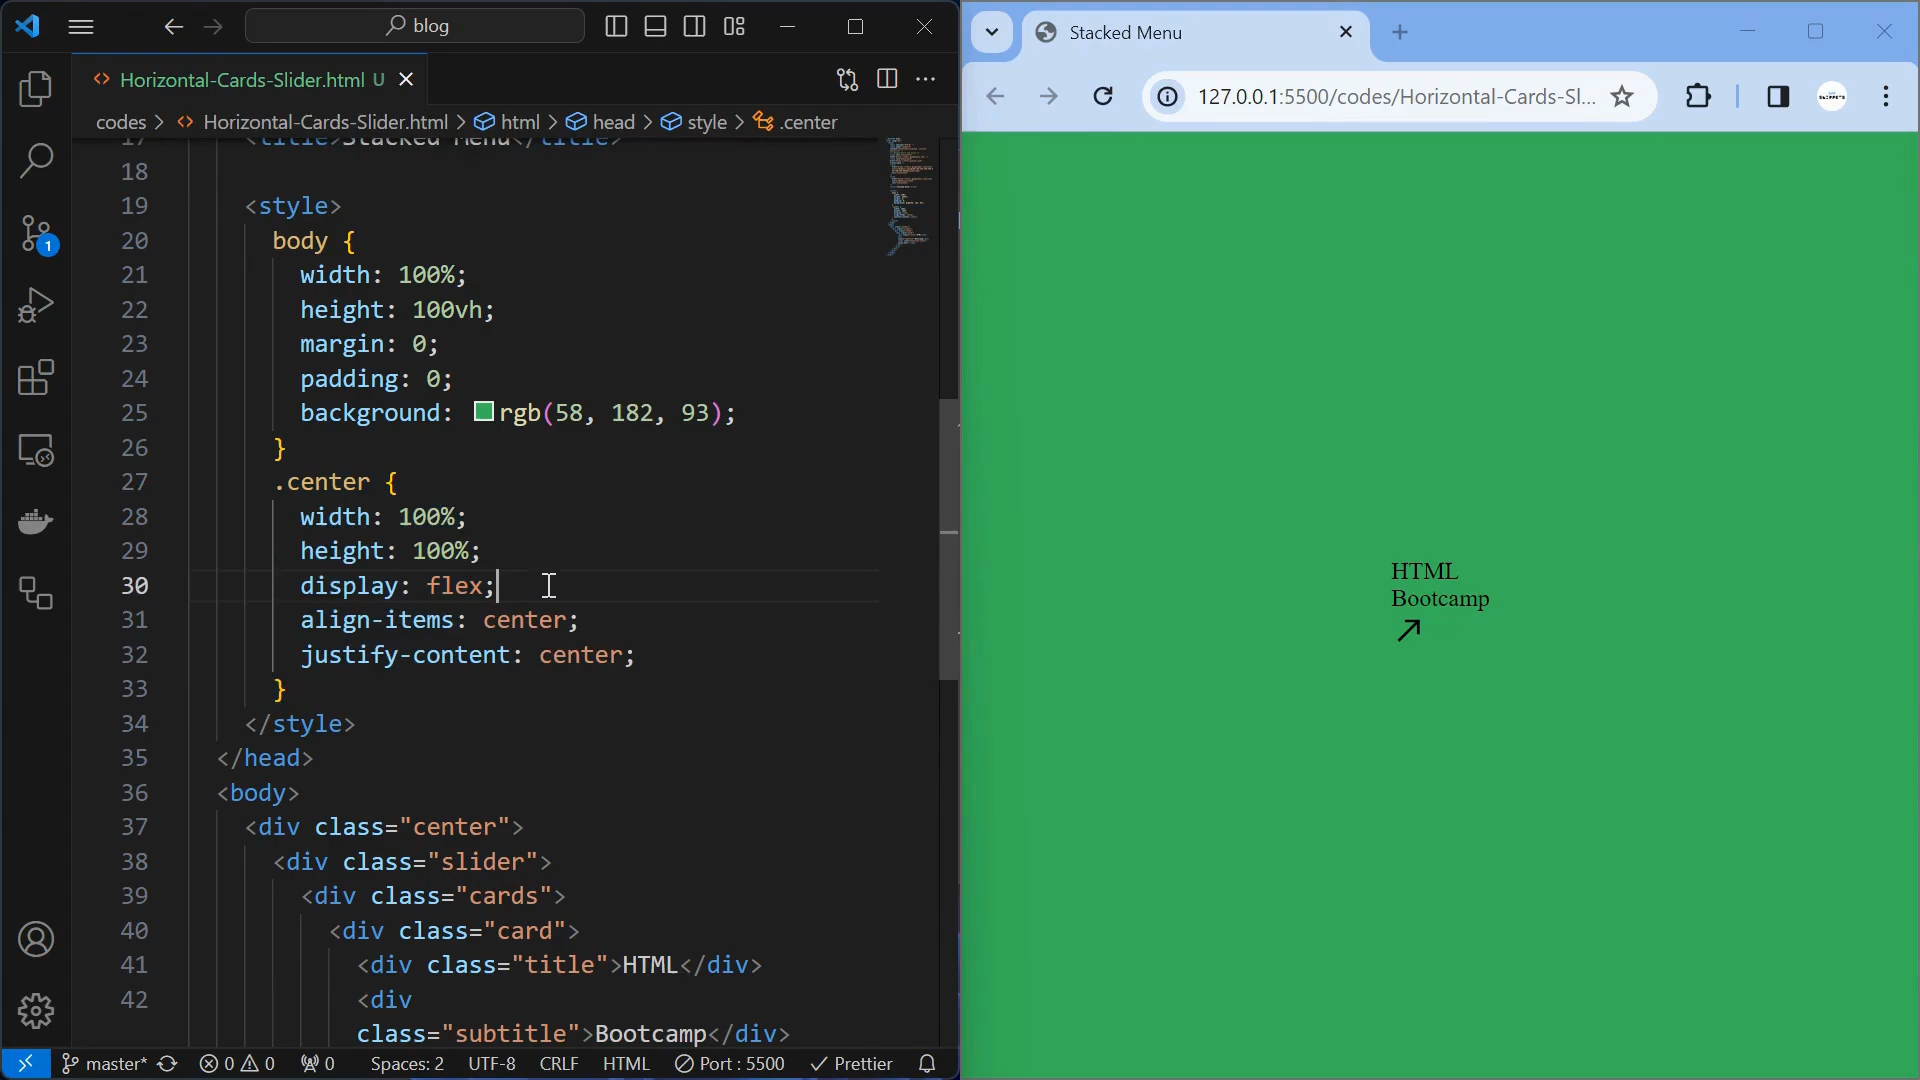 blog
Horizontal-Cards-Slider.html U
codes > Horizontal-Cards-Slider.html > html > head > style > .center
17 <title>Stacked Menu</title>
18
19 <style>
20 body {
21 width: 100%;
22 height: 100vh;
23 margin: 0;
24 padding: 0;
25 background: rgb(58, 182, 93);
26 }
27 .center {
28 width: 100%;
29 height: 100%;
30 display: flex;
31 align-items: center;
32 justify-content: center;
33 }
34 </style>
35 </head>
36 <body>
37 <div class="center">
38 <div class="slider">
39 <div class="cards">
40 <div class="card">
41 <div class="title">HTML</div>
42 <div
class="subtitle">Bootcamp</div>
1
master* 0 0 0 Spaces: 2 UTF-8 CRLF HTML Port : 5500 Prettier
Stacked Menu
127.0.0.1:5500/codes/Horizontal-Cards-Sl...
HTML
Bootcamp